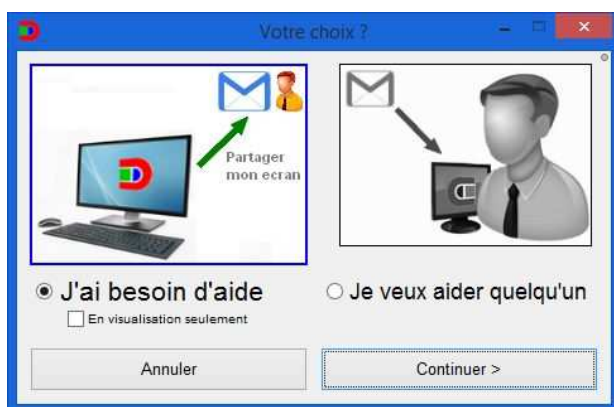 Votre choix ?
Partager
mon ecran
J'ai besoin d'aide
Je veux aider quelqu'un
En visualisation seulement
Annuler
Continuer >